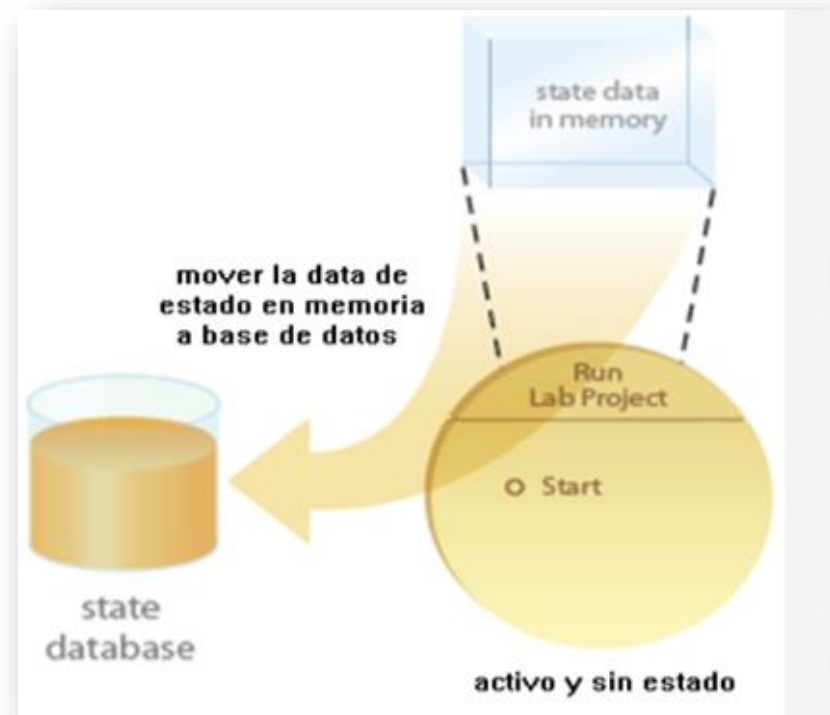 state data
in memory
mover la data de
estado en memoria
a base de datos
Run
Lab Project
Start
state
database
activo y sin estado